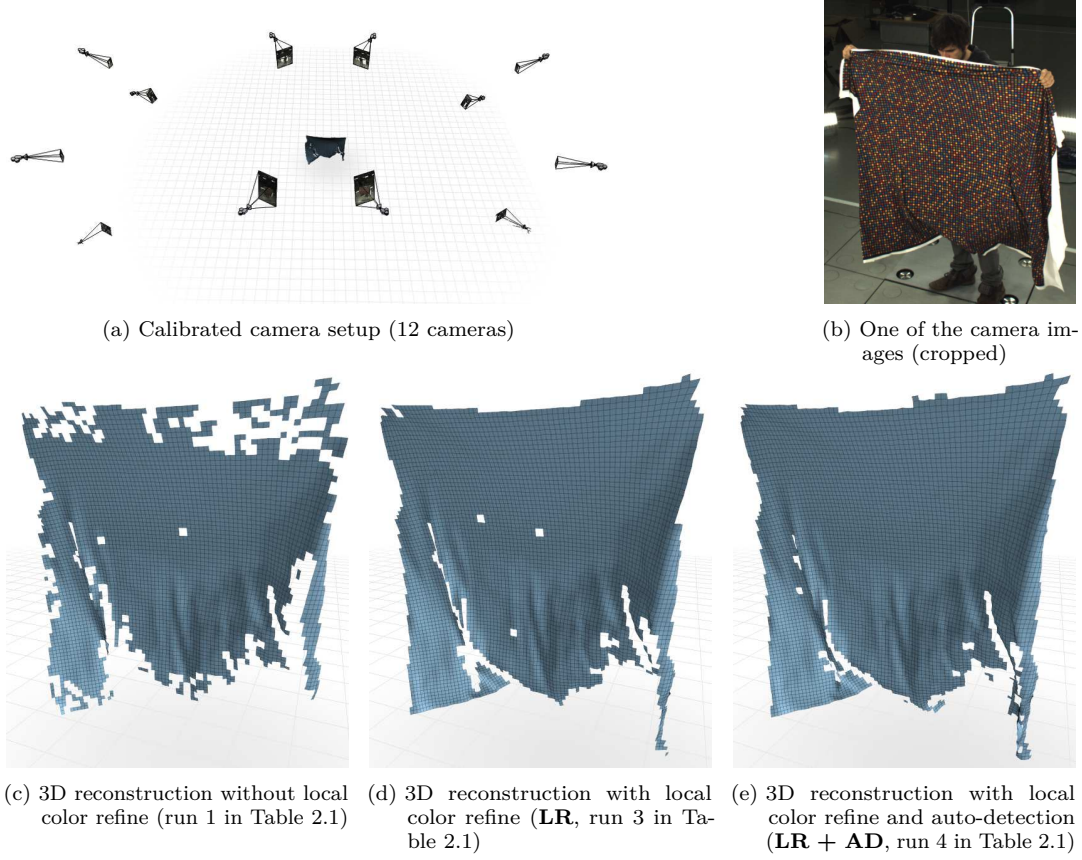 (a) Calibrated camera setup (12 cameras)
(b) One of the camera im-
ages (cropped)
(c) 3D reconstruction without local
color refine (run 1 in Table 2.1)
(d) 3D reconstruction with local
color refine (LR, run 3 in Ta-
ble 2.1)
(e) 3D reconstruction with local
color refine and auto-detection
(LR + AD, run 4 in Table 2.1)